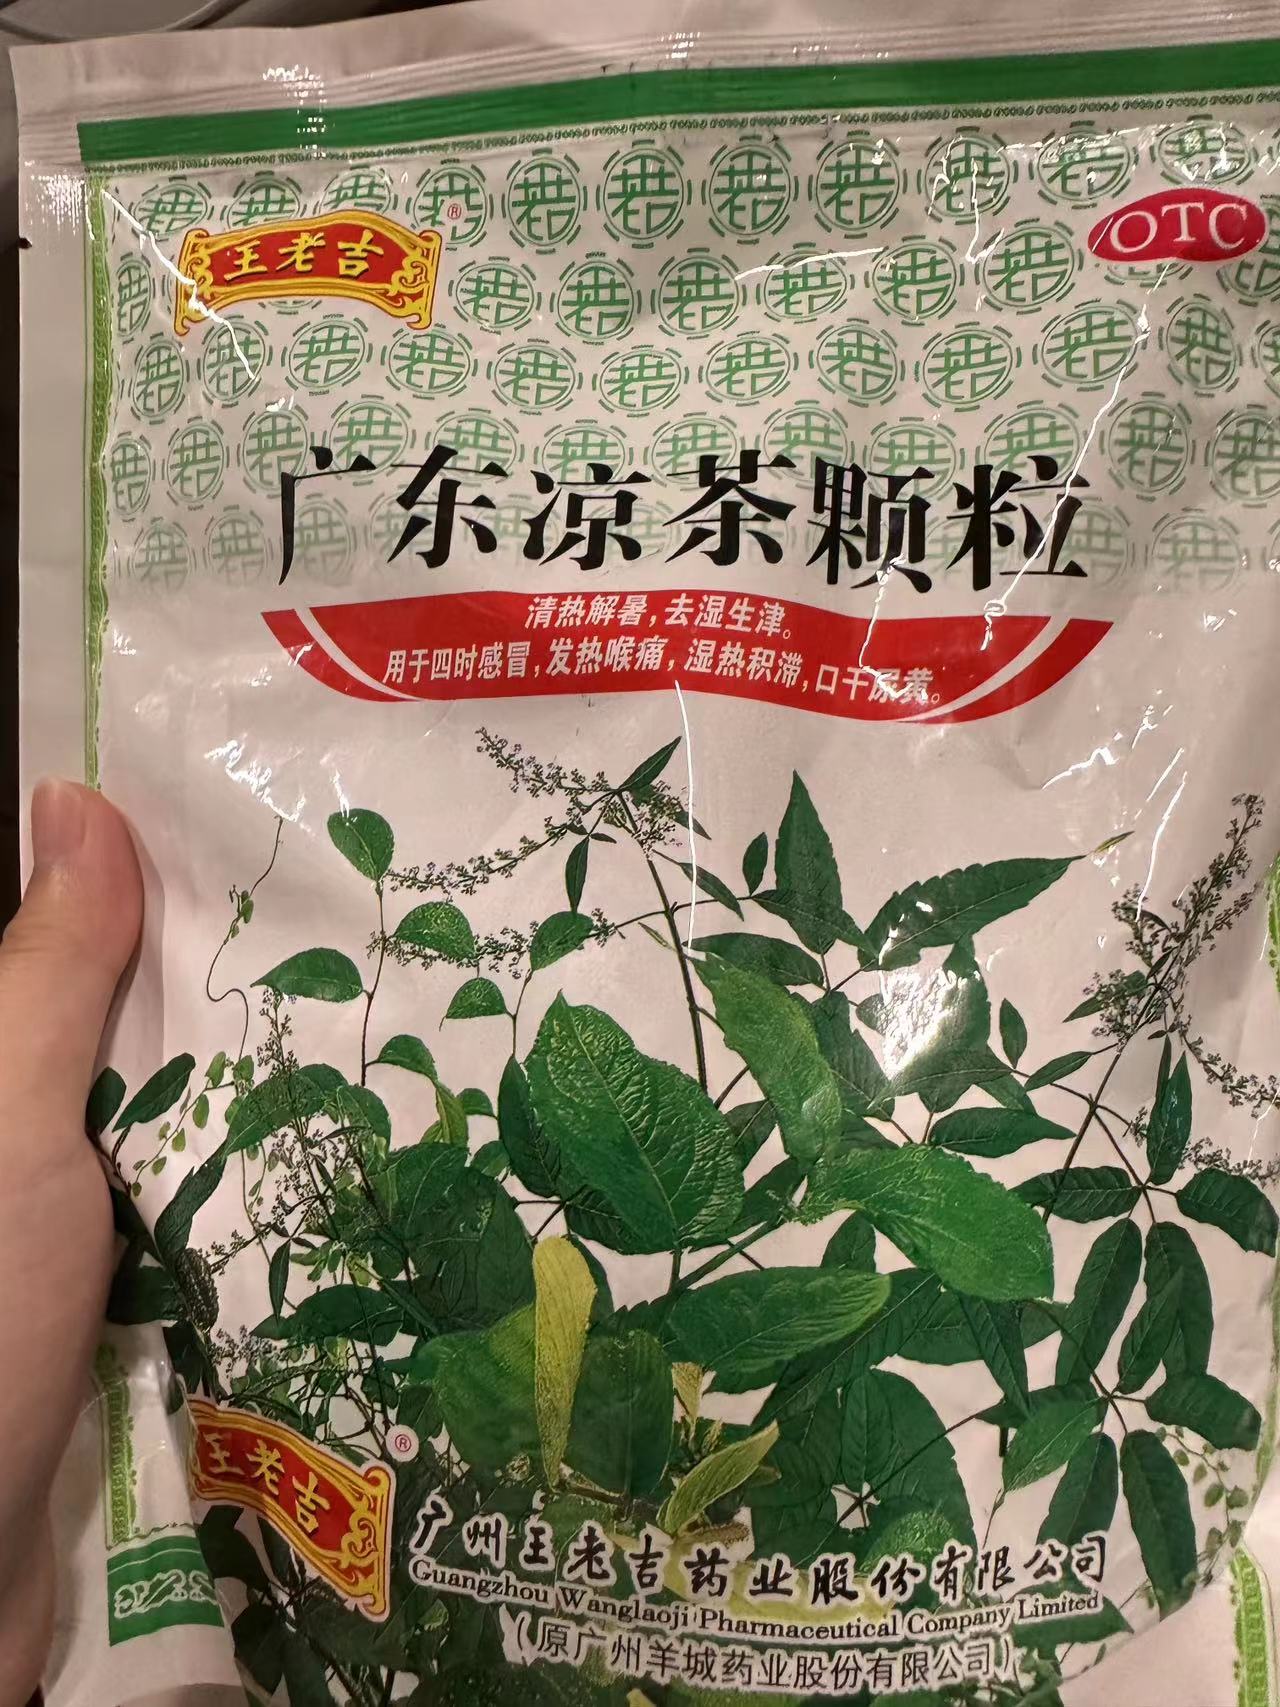 王老吉®
OTC
广东凉茶颗粒
清热解暑，去湿生津。
用于四时感冒，发热喉痛，湿热积滞，口干尿黄。
王老吉®
广州王老吉药业股份有限公司
Guangzhou Wanglaoji Pharmaceutical Company Limited
（原广州羊城药业股份有限公司）